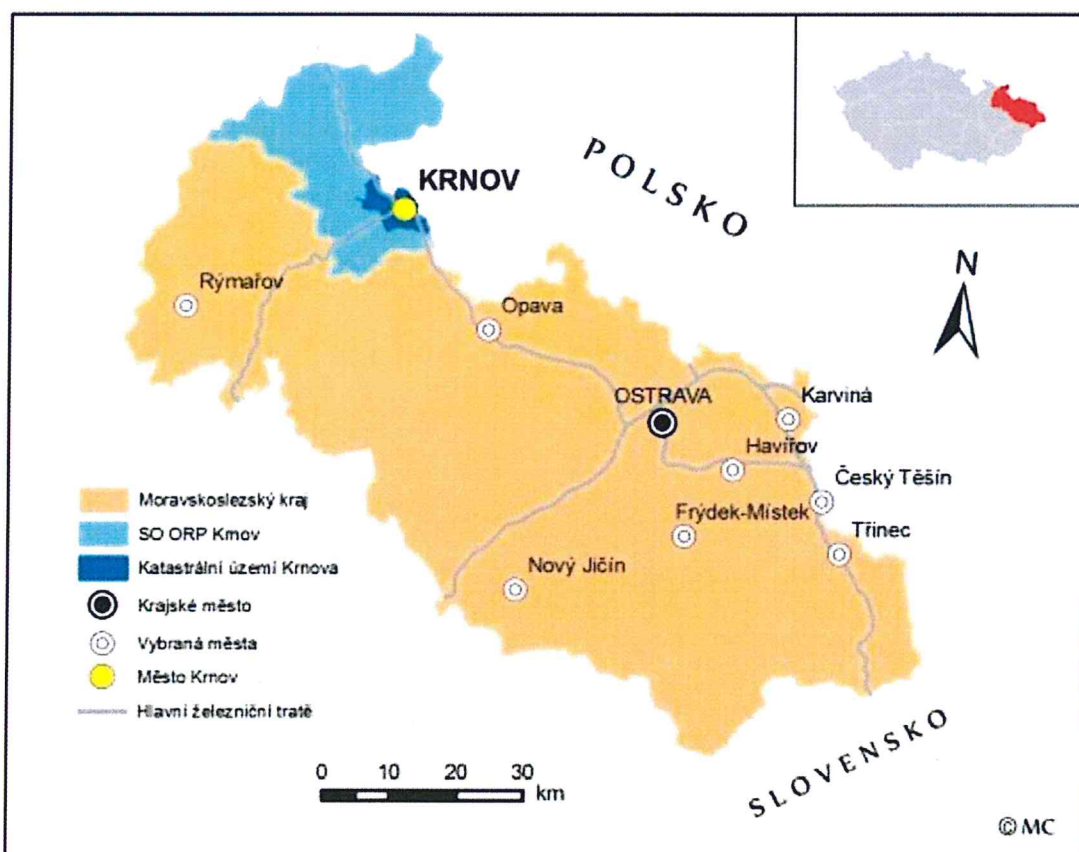 POLSKO
KRNOV
N
Rýmařov
Opava
OSTRAVA
Karviná
Havířov
Český Těšín
Frýdek-Místek
Třinec
Nový Jičín
Moravskoslezský kraj
SO ORP Krnov
Katastrální území Krnova
Krajské město
Vybraná města
Město Krnov
Hlavní železniční tratě
0 10 20 30
km
SLOVENSKO
© MC